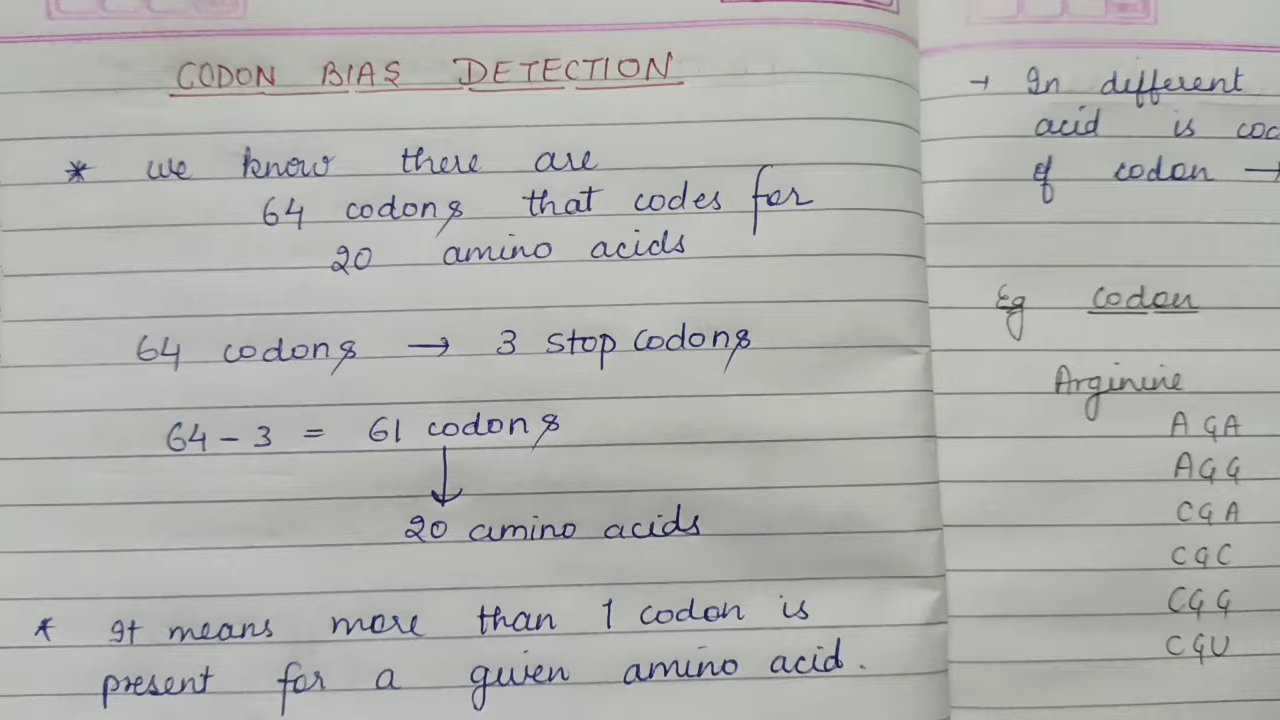 CODON BIAS DETECTION
* we know there are
64 codons that codes for
20 amino acids
64 codons → 3 stop codons
64 - 3 = 61 codons
↓
20 amino acids
* It means more than 1 codon is
present for a given amino acid.
→ In different
acid is
of codon →
Eg codon
Arginine
AGA
AGG
CGA
CGC
CGG
CGU